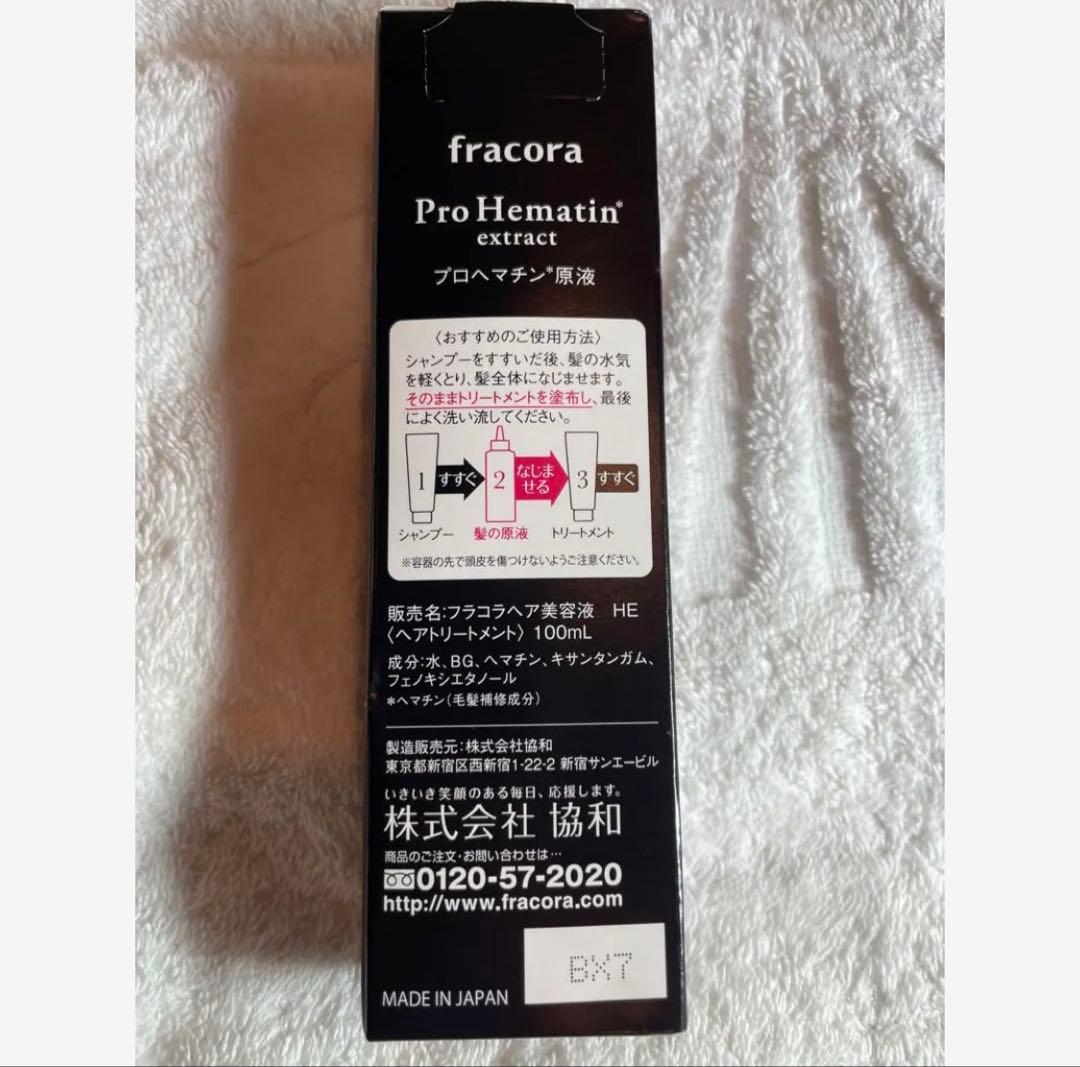 fracora
Pro Hematin*
extract
プロヘマチン*原液
〈おすすめのご使用方法〉
シャンプーをすすいだ後、髪の水気
を軽くとり、髪全体になじませます。
そのままトリートメントを塗布し、最後
によく洗い流してください。
1 すすぐ 2 なじま
せる 3 すすぐ
シャンプー 髪の原液 トリートメント
※容器の先で頭皮を傷つけないようご注意ください。
販売名:フラコラヘア美容液 HE
〈ヘアトリートメント〉 100mL
成分:水、BG、ヘマチン、キサンタンガム、
フェノキシエタノール
*ヘマチン(毛髪補修成分)
製造販売元:株式会社協和
東京都新宿区西新宿1-22-2 新宿サンエービル
いきいき笑顔のある毎日、応援します。
株式会社 協和
商品のご注文・お問い合わせは…
0120-57-2020
http://www.fracora.com
BX7
MADE IN JAPAN